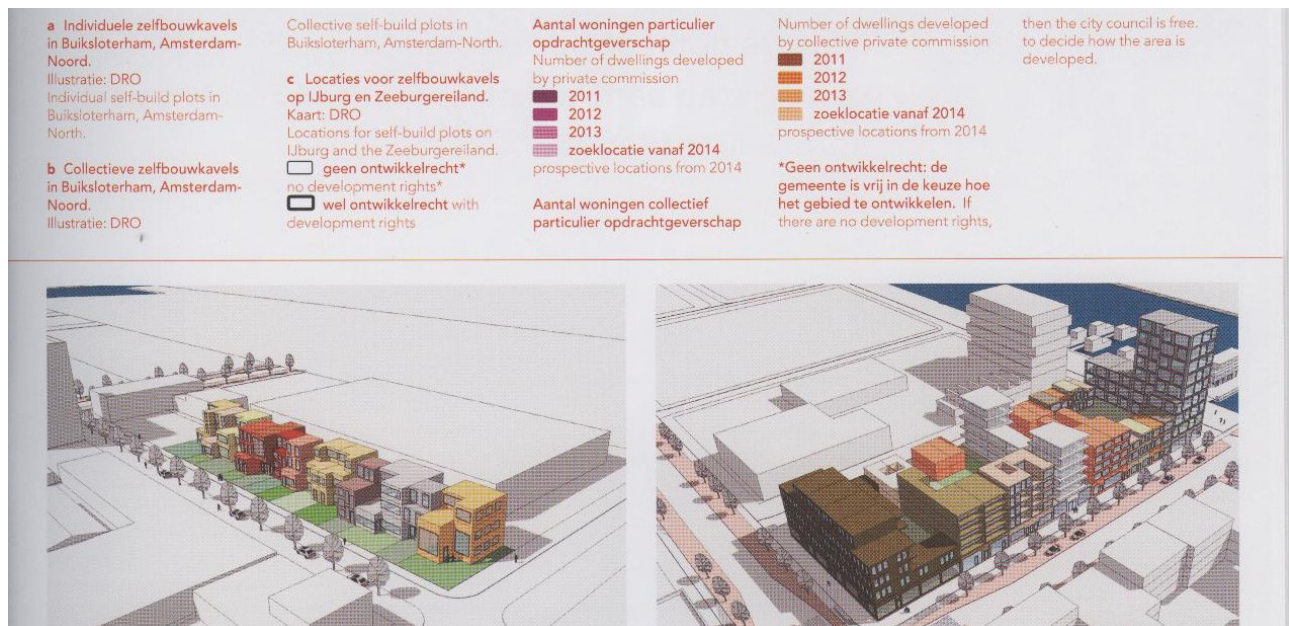 a Individuele zelfbouwkavels
in Buiksloterham, Amsterdam-
Noord.
Illustratie: DRO
Individual self-build plots in
Buiksloterham, Amsterdam-
North.
b Collectieve zelfbouwkavels
in Buiksloterham, Amsterdam-
Noord.
Illustratie: DRO
Collective self-build plots in
Buiksloterham, Amsterdam-North.
c Locaties voor zelfbouwkavels
op IJburg en Zeeburgereiland.
Kaart: DRO
Locations for self-build plots on
IJburg and the Zeeburgereiland.
geen ontwikkelrecht*
no development rights*
wel ontwikkelrecht with
development rights
Aantal woningen particulier
opdrachtgeverschap
Number of dwellings developed
by private commission
2011
2012
2013
zoeklocatie vanaf 2014
prospective locations from 2014
Aantal woningen collectief
particulier opdrachtgeverschap
Number of dwellings developed
by collective private commission
2011
2012
2013
zoeklocatie vanaf 2014
prospective locations from 2014
*Geen ontwikkelrecht: de
gemeente is vrij in de keuze hoe
het gebied te ontwikkelen. If
there are no development rights,
then the city council is free.
to decide how the area is
developed.